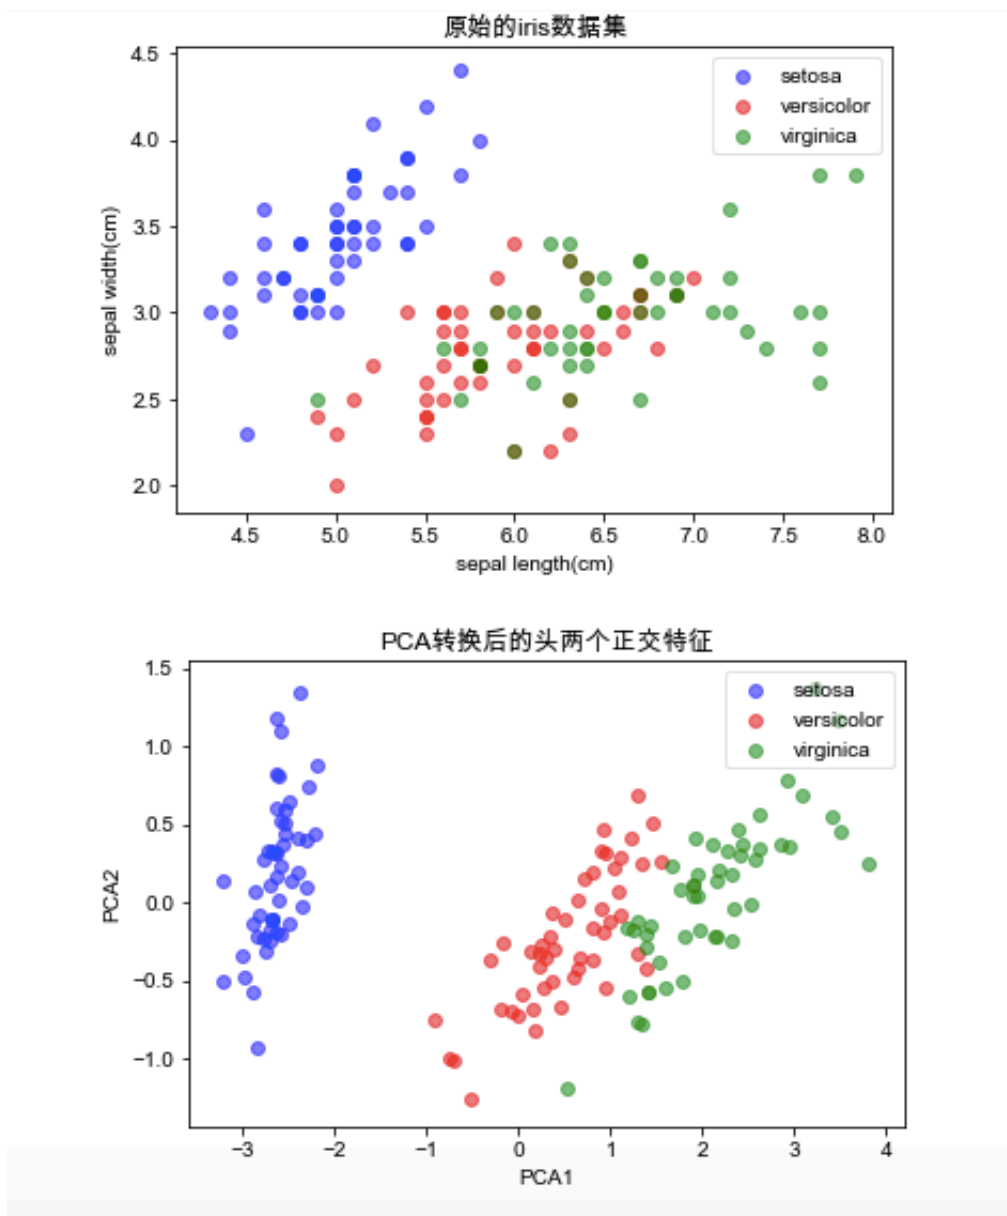 原始的iris数据集
4.5
4.0
3.5
3.0
2.5
2.0
sepal width(cm)
setosa
versicolor
virginica
4.5 5.0 5.5 6.0 6.5 7.0 7.5 8.0
sepal length(cm)
PCA转换后的头两个正交特征
1.5
1.0
0.5
0.0
−0.5
−1.0
PCA2
setosa
versicolor
virginica
−3 −2 −1 0 1 2 3 4
PCA1